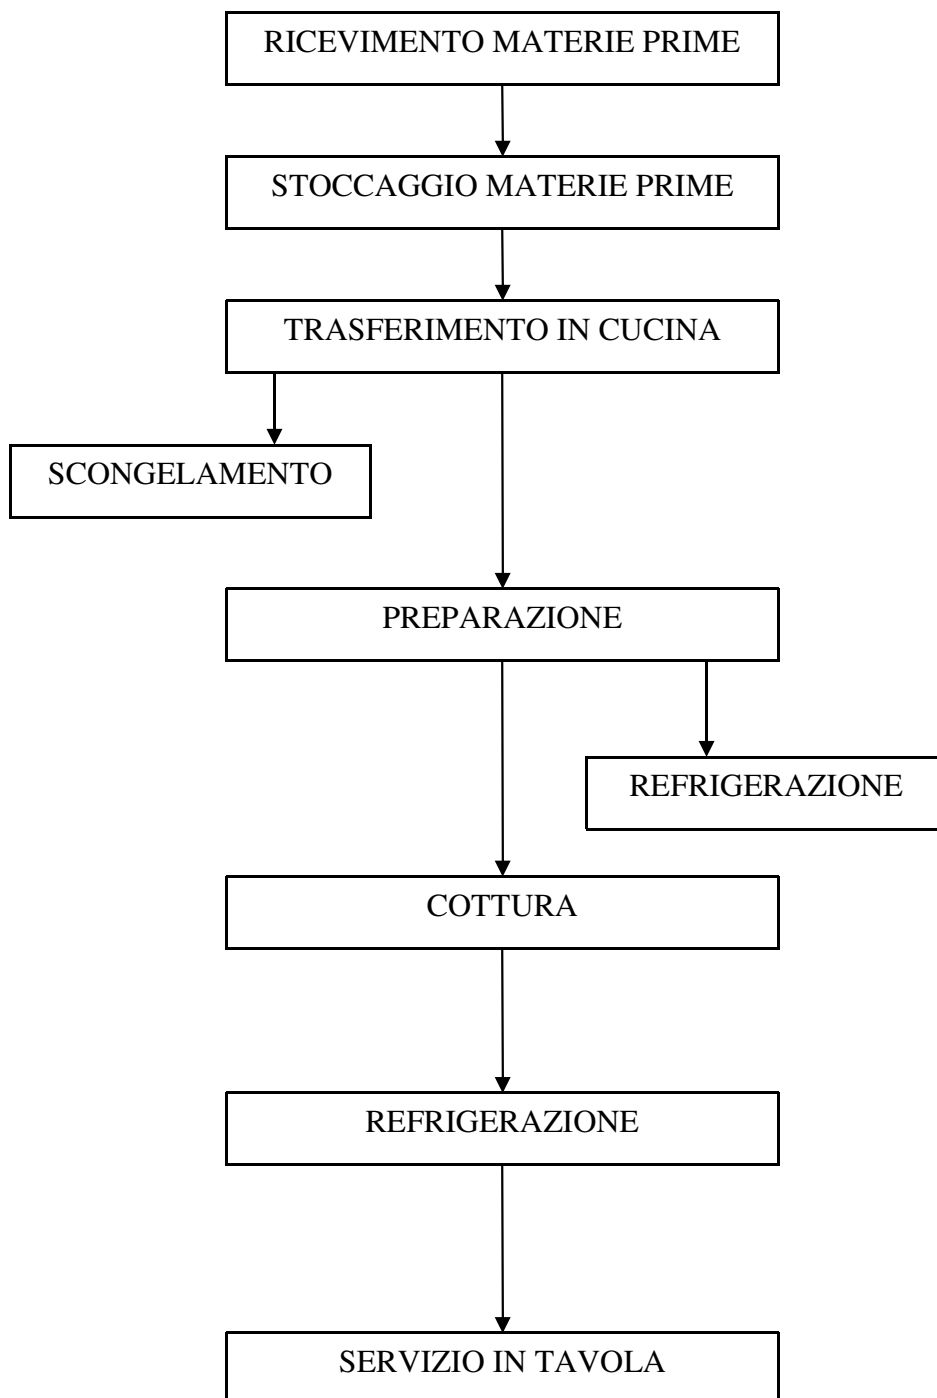 RICEVIMENTO MATERIE PRIME
STOCCAGGIO MATERIE PRIME
TRASFERIMENTO IN CUCINA
SCONGELAMENTO
PREPARAZIONE
REFRIGERAZIONE
COTTURA
REFRIGERAZIONE
SERVIZIO IN TAVOLA